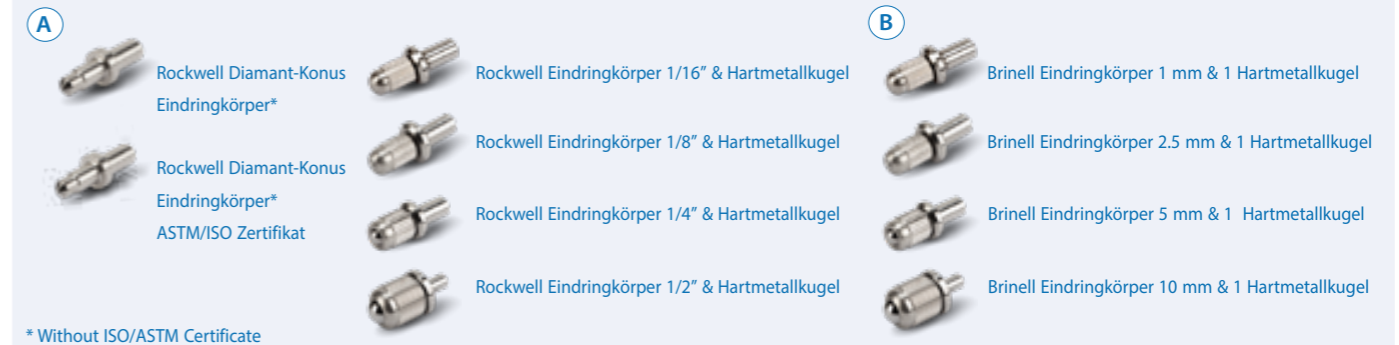 A
Rockwell Diamant-Konus
Eindringkörper*
Rockwell Diamant-Konus
Eindringkörper*
ASTM/ISO Zertifikat
Rockwell Eindringkörper 1/16” & Hartmetallkugel
Rockwell Eindringkörper 1/8” & Hartmetallkugel
Rockwell Eindringkörper 1/4” & Hartmetallkugel
Rockwell Eindringkörper 1/2” & Hartmetallkugel
B
Brinell Eindringkörper 1 mm & 1 Hartmetallkugel
Brinell Eindringkörper 2.5 mm & 1 Hartmetallkugel
Brinell Eindringkörper 5 mm & 1  Hartmetallkugel
Brinell Eindringkörper 10 mm & 1 Hartmetallkugel
* Without ISO/ASTM Certificate